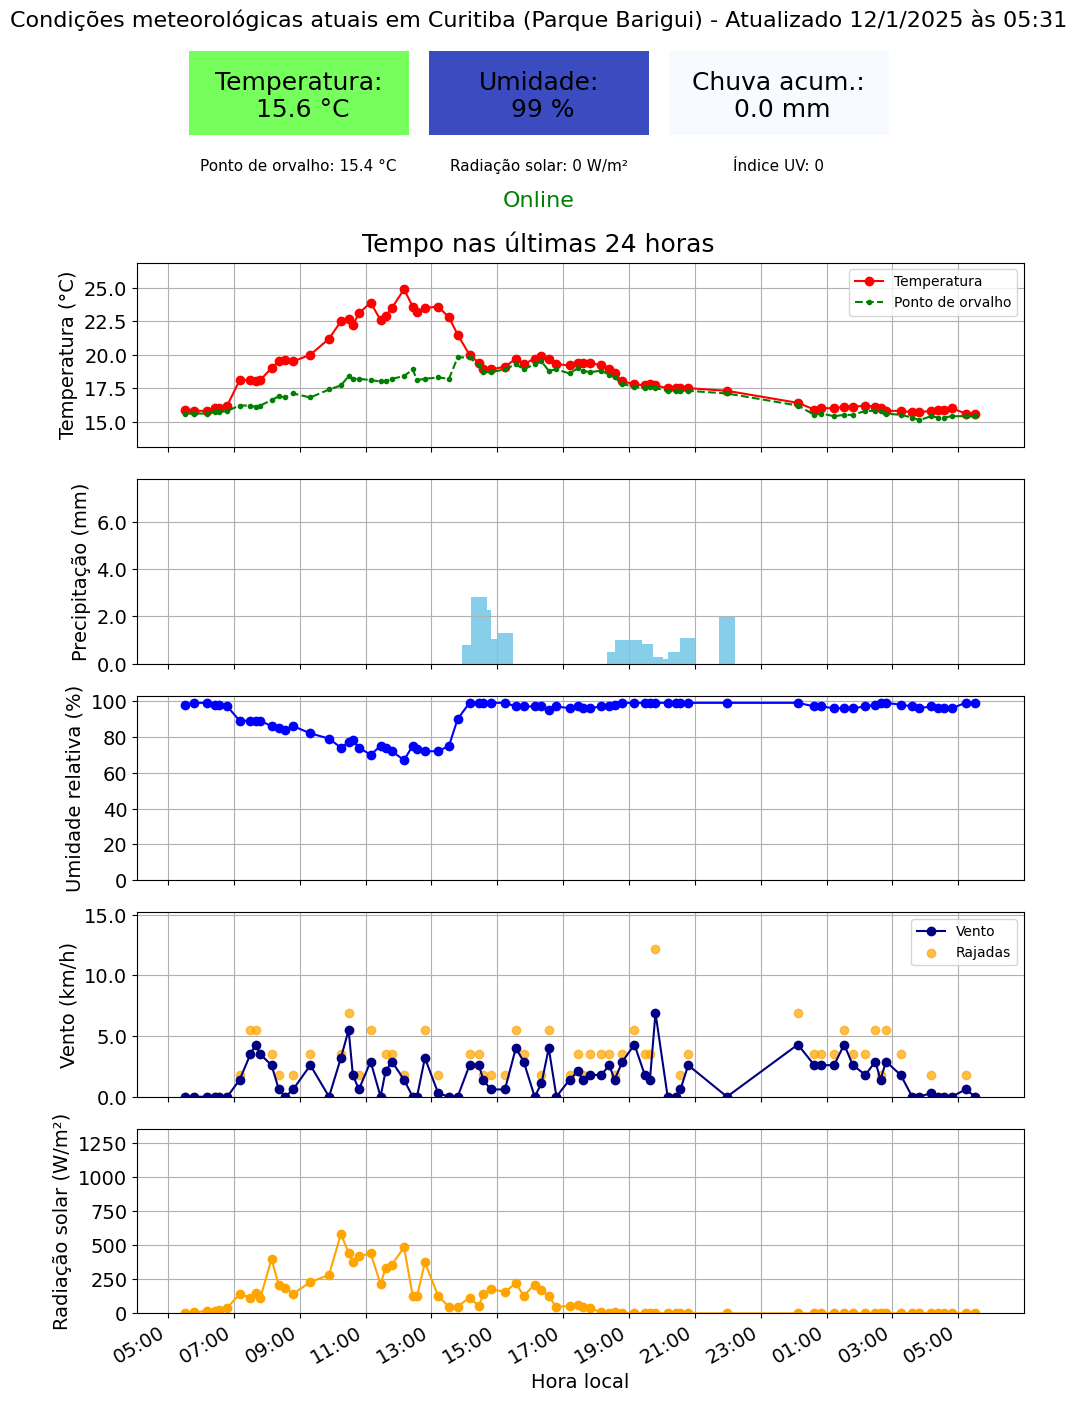 Condições meteorológicas atuais em Curitiba (Parque Barigui) - Atualizado 12/1/2025 às 05:31
Temperatura:
15.6 °C
Umidade:
99 %
Chuva acum.:
0.0 mm
Ponto de orvalho: 15.4 °C
Radiação solar: 0 W/m²
Índice UV: 0
Online
Tempo nas últimas 24 horas
Temperatura (°C)
25.0
22.5
20.0
17.5
15.0
Temperatura
Ponto de orvalho
Precipitação (mm)
6.0
4.0
2.0
0.0
Umidade relativa (%)
100
80
60
40
20
0
Vento (km/h)
15.0
10.0
5.0
0.0
Vento
Rajadas
Radiação solar (W/m²)
1250
1000
750
500
250
0
05:00
07:00
09:00
11:00
13:00
15:00
17:00
19:00
21:00
23:00
01:00
03:00
05:00
Hora local